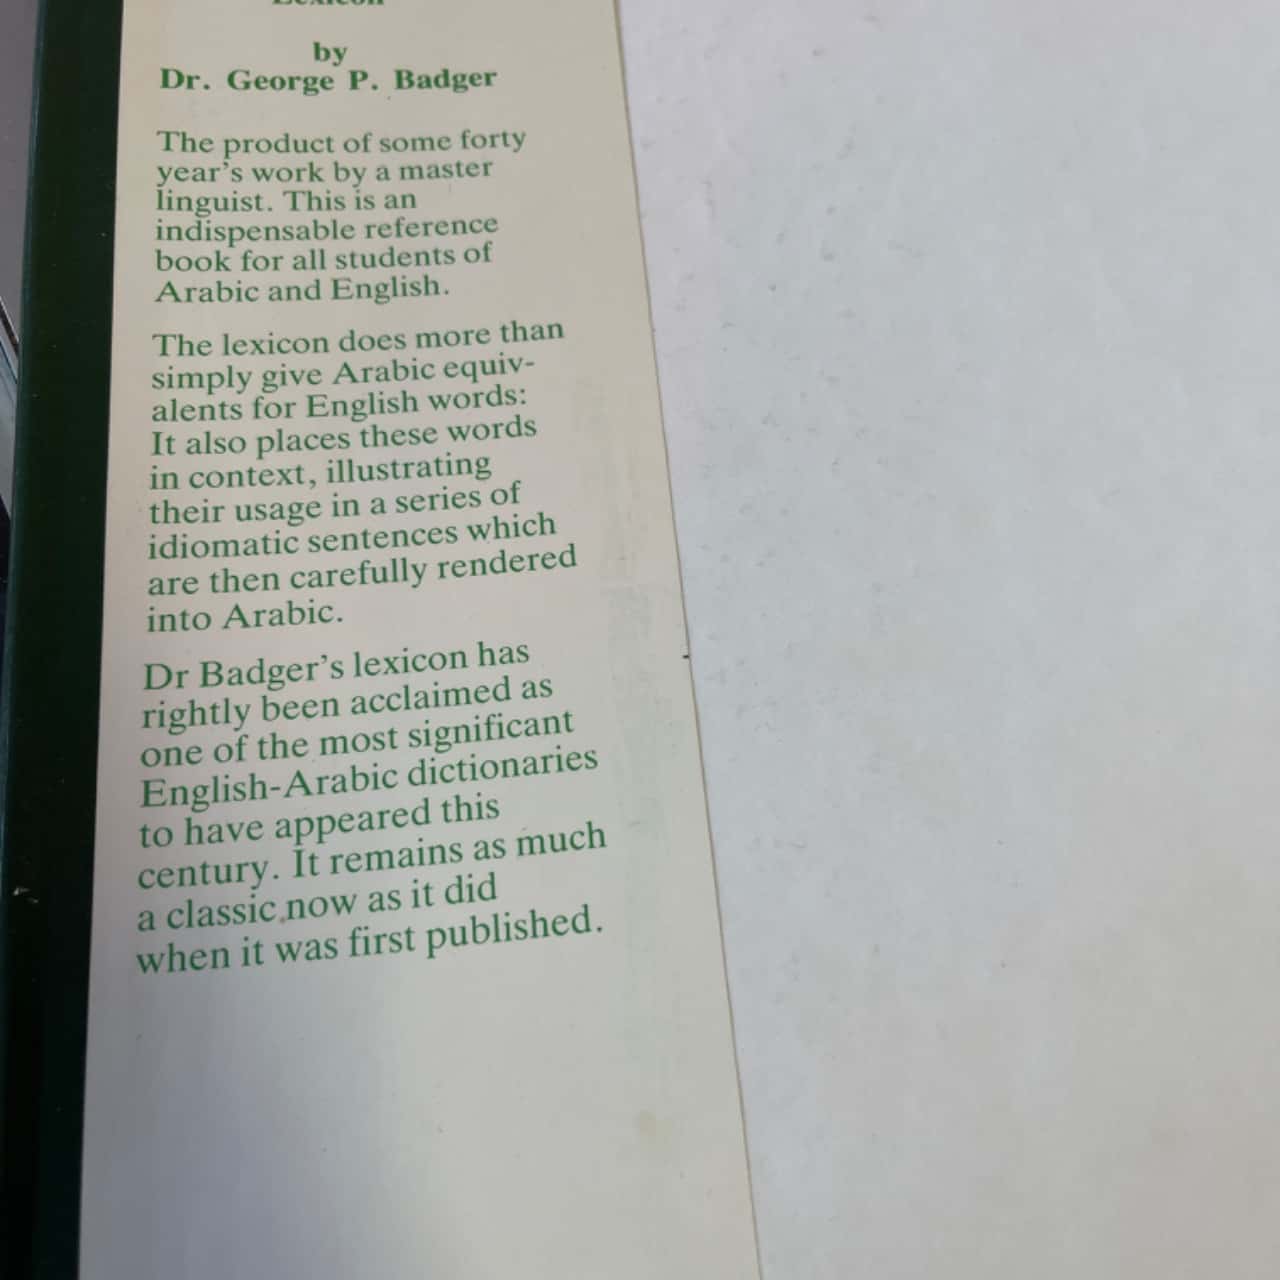 Lexicon
by
Dr. George P. Badger
The product of some forty
year's work by a master
linguist. This is an
indispensable reference
book for all students of
Arabic and English.
The lexicon does more than
simply give Arabic equiv-
alents for English words:
It also places these words
in context, illustrating
their usage in a series of
idiomatic sentences which
are then carefully rendered
into Arabic.
Dr Badger's lexicon has
rightly been acclaimed as
one of the most significant
English-Arabic dictionaries
to have appeared this
century. It remains as much
a classic now as it did
when it was first published.